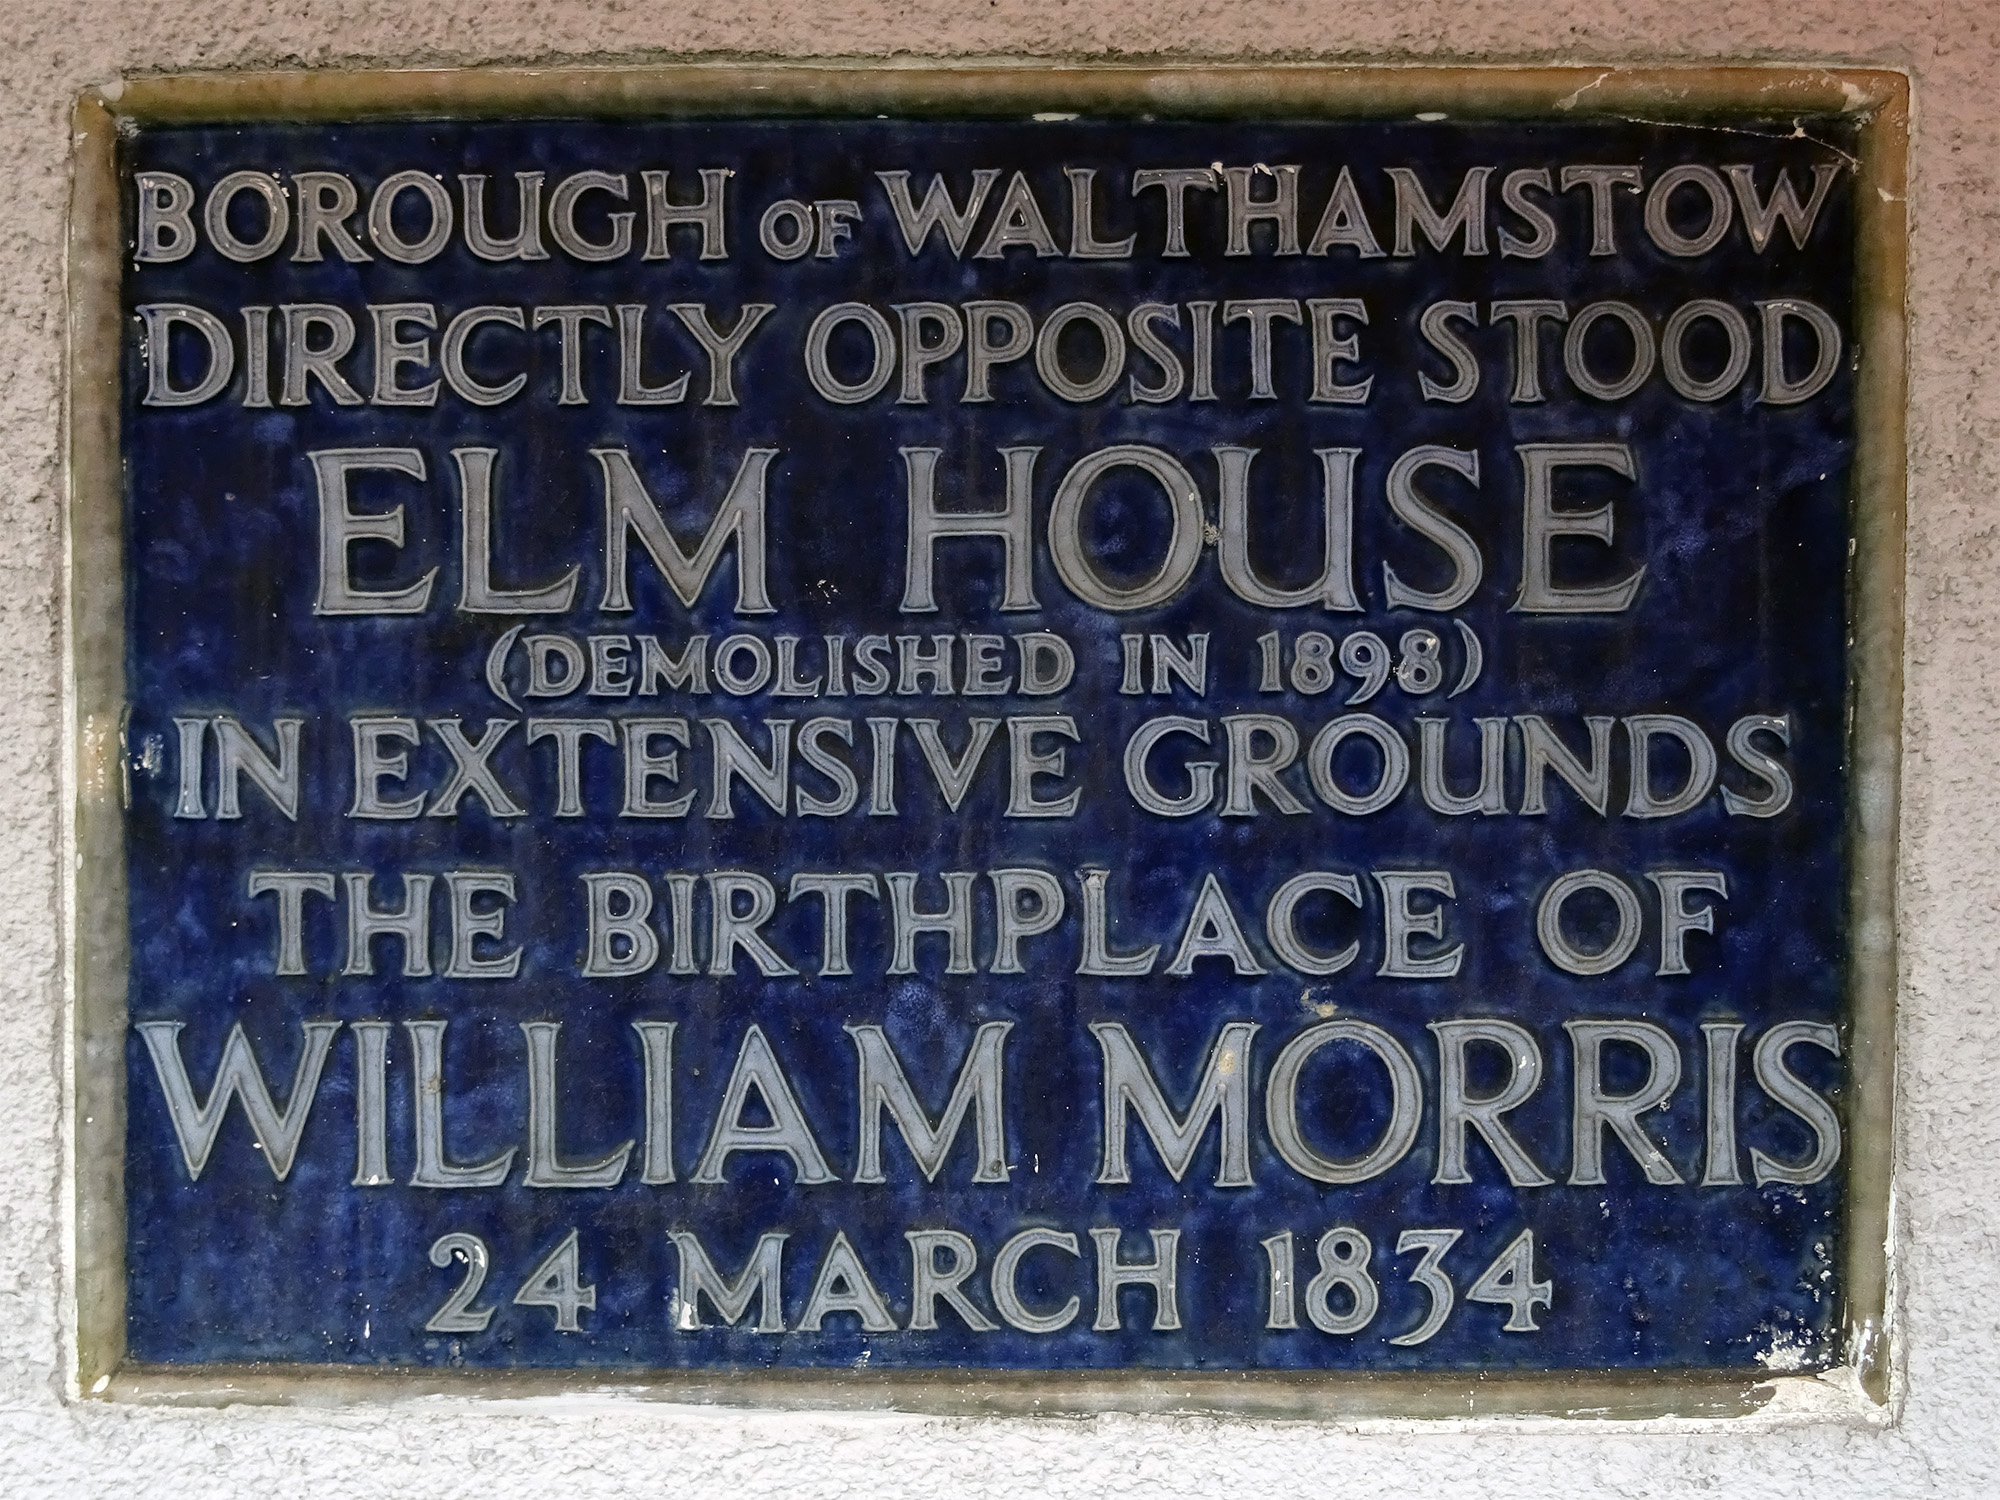 BOROUGH OF WALTHAMSTOW
DIRECTLY OPPOSITE STOOD
ELM HOUSE
(DEMOLISHED IN 1898)
IN EXTENSIVE GROUNDS
THE BIRTHPLACE OF
WILLIAM MORRIS
24 MARCH 1834